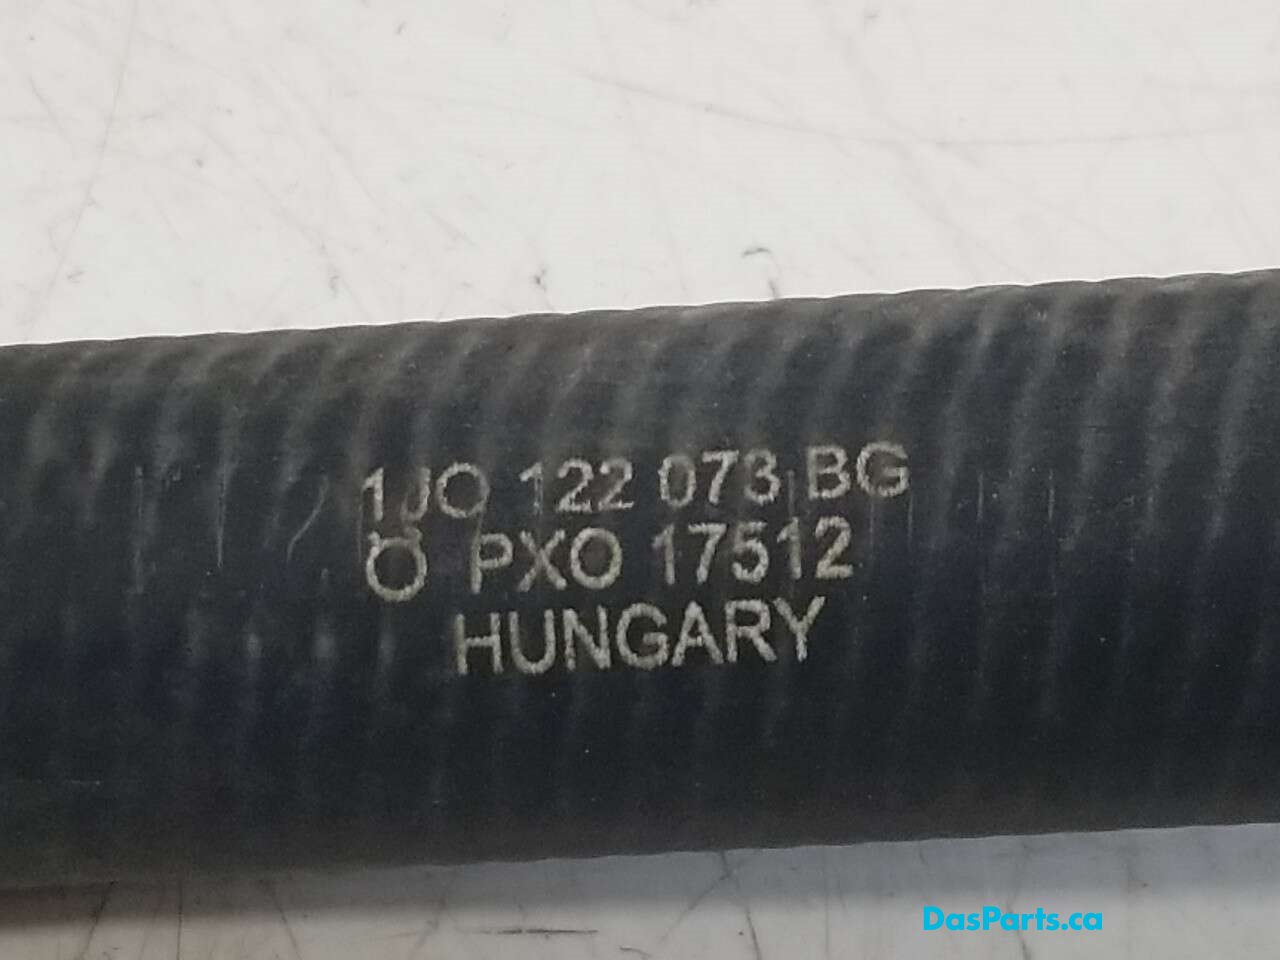 1JO 122 073 BG
PXO 17512
HUNGARY
DasParts.ca